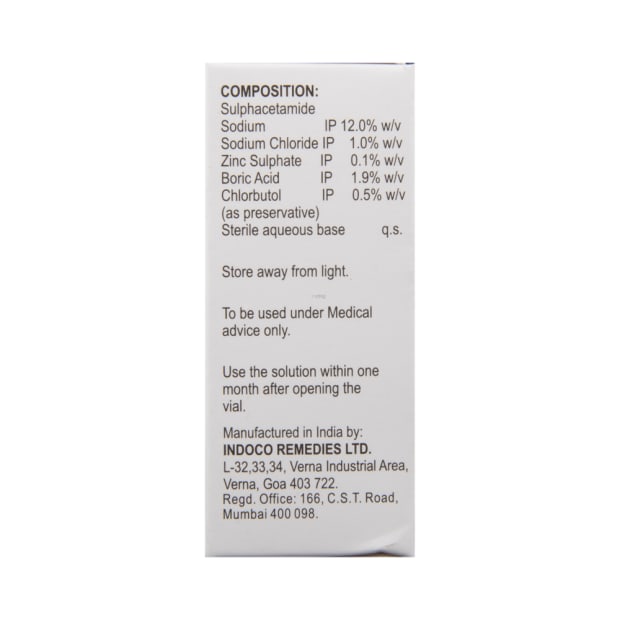 COMPOSITION:
Sulphacetamide
Sodium IP 12.0% w/v
Sodium Chloride IP 1.0% w/v
Zinc Sulphate IP 0.1% w/v
Boric Acid IP 1.9% w/v
Chlorbutol IP 0.5% w/v
(as preservative)
Sterile aqueous base q.s.
Store away from light.
To be used under Medical
advice only.
Use the solution within one
month after opening the
vial.
Manufactured in India by:
INDOCO REMEDIES LTD.
L-32,33,34, Verna Industrial Area,
Verna, Goa 403 722.
Regd. Office: 166, C.S.T. Road,
Mumbai 400 098.